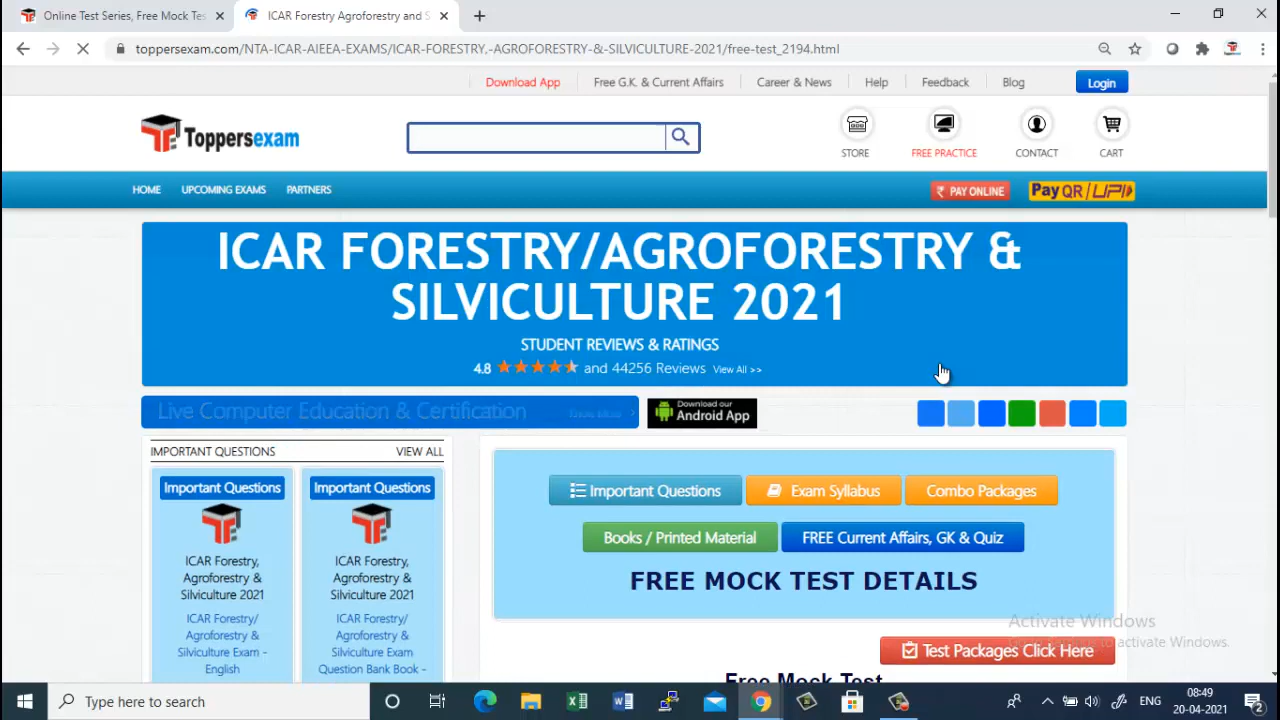 Online Test Series, Free Mock Tes
ICAR Forestry Agroforestry and S
toppersexam.com/NTA-ICAR-AIEEA-EXAMS/ICAR-FORESTRY,-AGROFORESTRY-&-SILVICULTURE-2021/free-test_2194.html
Download App
Free G.K. & Current Affairs
Career & News
Help
Feedback
Blog
Login
Toppersexam
STORE
FREE PRACTICE
CONTACT
CART
HOME
UPCOMING EXAMS
PARTNERS
₹ PAY ONLINE
Pay QR/UPI
ICAR FORESTRY/AGROFORESTRY &
SILVICULTURE 2021
STUDENT REVIEWS & RATINGS
4.8 and 44256 Reviews View All >>
Live Computer Education & Certification
Download our
Android App
IMPORTANT QUESTIONS
VIEW ALL
Important Questions
ICAR Forestry,
Agroforestry &
Silviculture 2021
ICAR Forestry/
Agroforestry &
Silviculture Exam -
English
Important Questions
ICAR Forestry,
Agroforestry &
Silviculture 2021
ICAR Forestry/
Agroforestry &
Silviculture Exam
Question Bank Book -
Important Questions
Exam Syllabus
Combo Packages
Books / Printed Material
FREE Current Affairs, GK & Quiz
FREE MOCK TEST DETAILS
Test Packages Click Here
Free Mock Test
Activate Windows
activate Windows.
Type here to search
ENG
08:49
20-04-2021
2